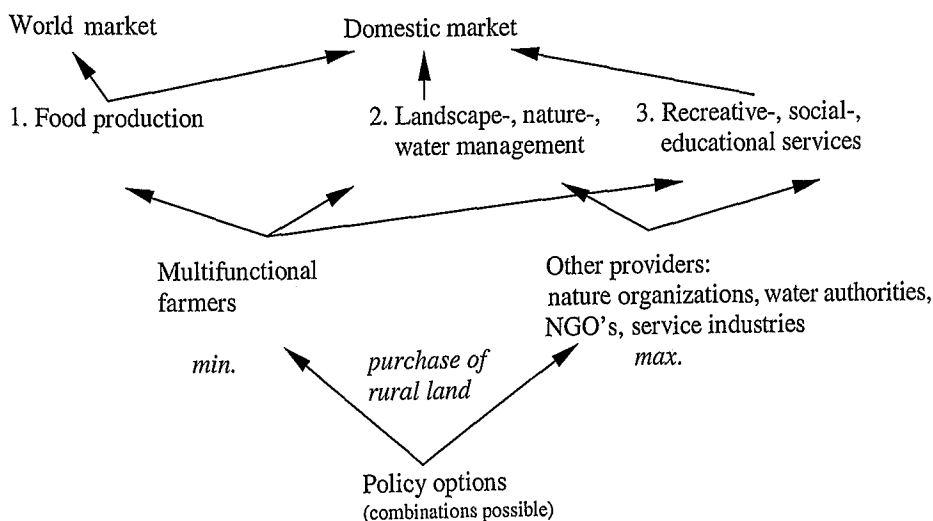 World market
Domestic market
1. Food production
2. Landscape-, nature-,
water management
3. Recreative-, social-,
educational services
Multifunctional
farmers
Other providers:
nature organizations, water authorities,
NGO's, service industries
min.
purchase of
rural land
max.
Policy options
(combinations possible)